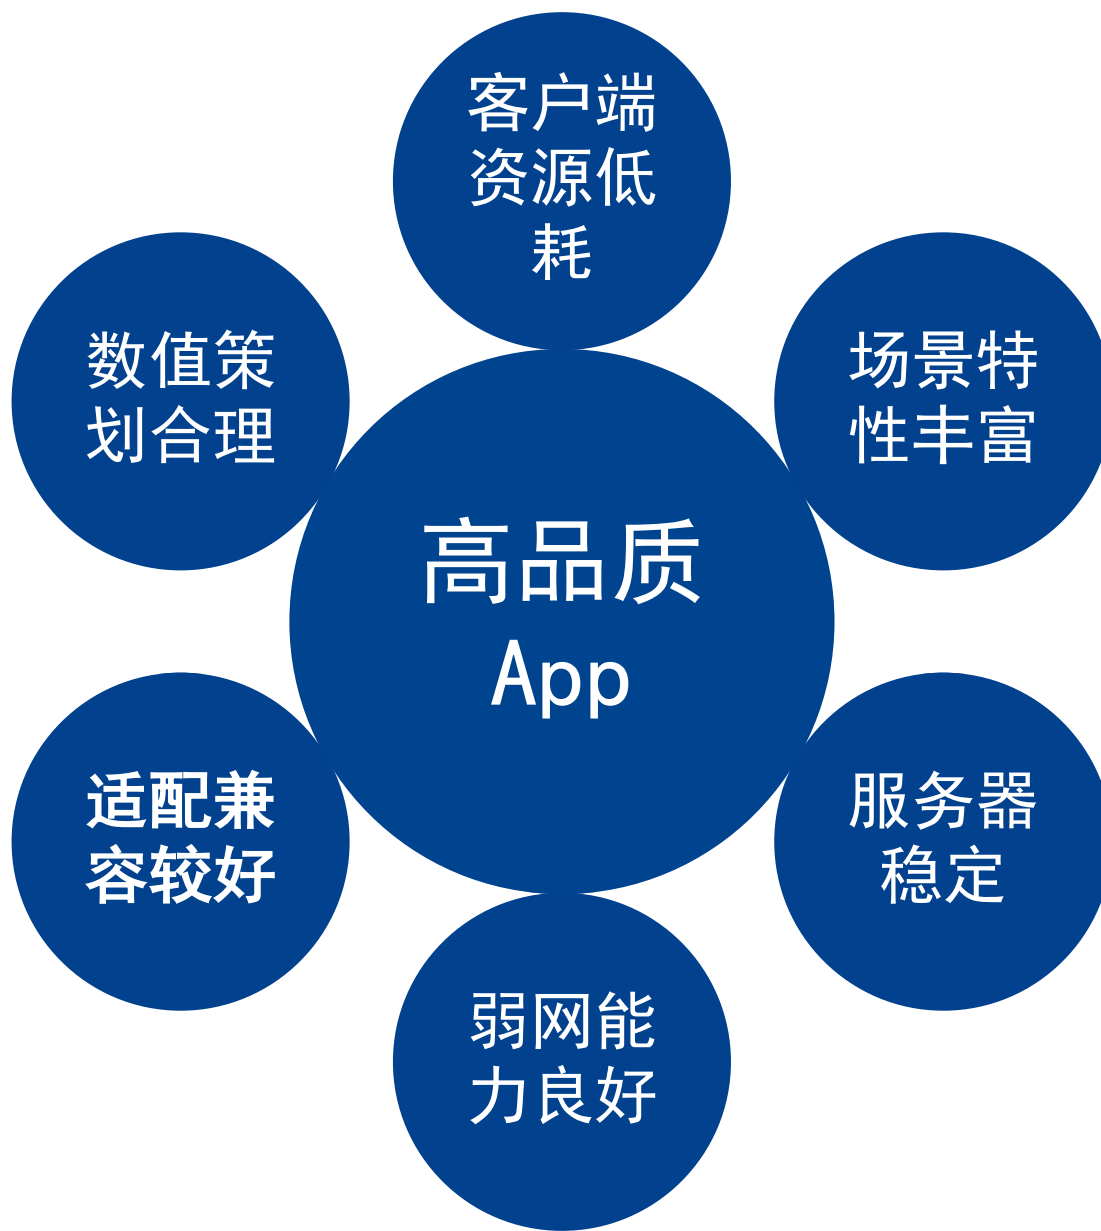 客户端
资源低
耗
数值策
划合理
场景特
性丰富
高品质
App
适配兼
容较好
服务器
稳定
弱网能
力良好